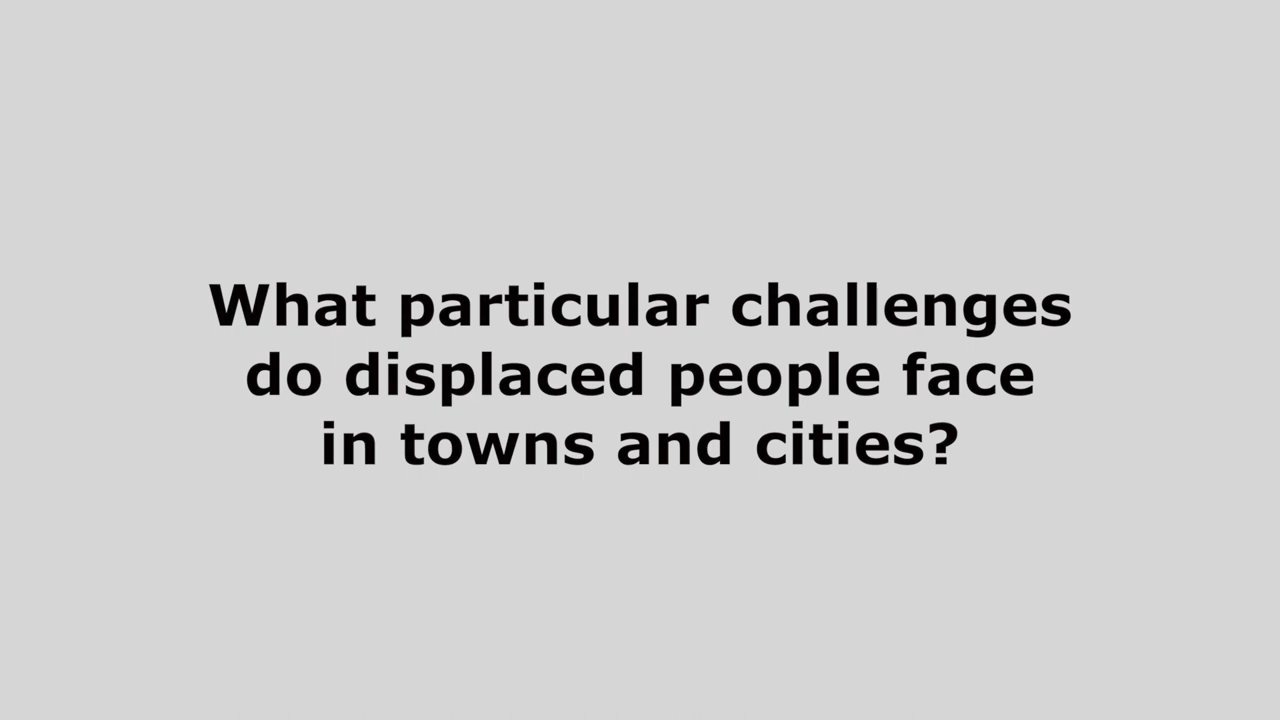 What particular challenges
do displaced people face
in towns and cities?